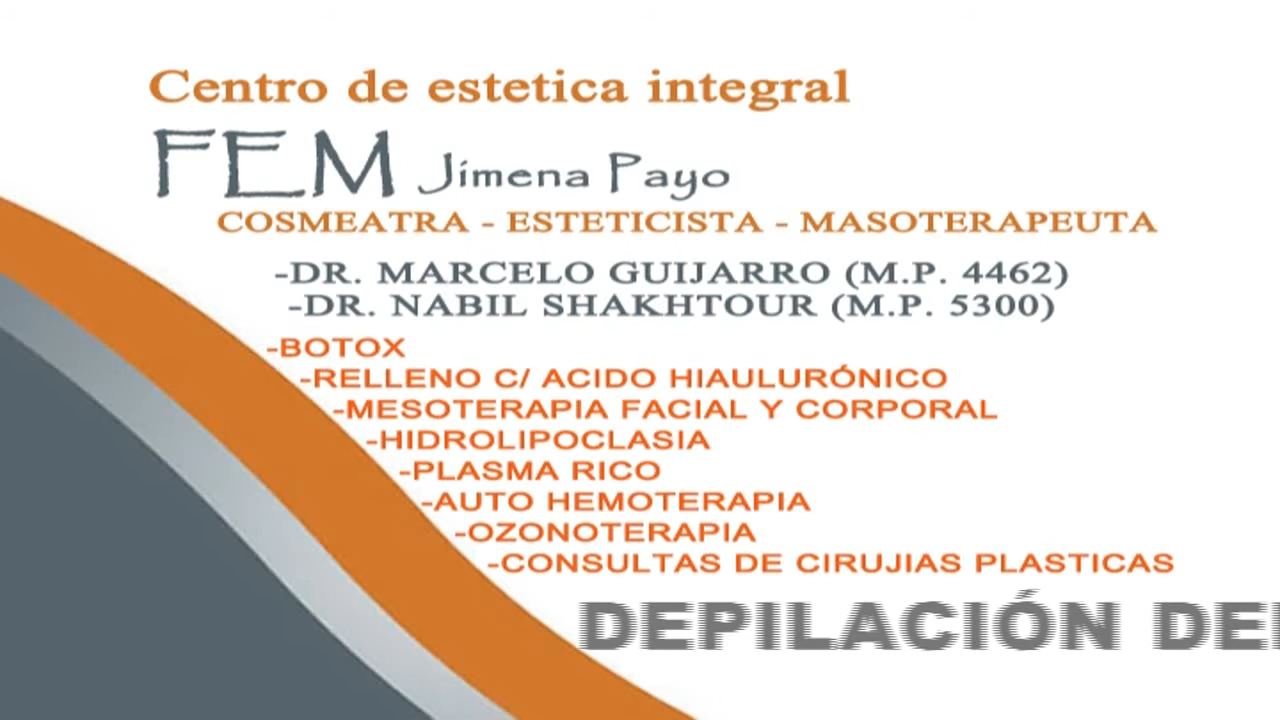 Centro de estetica integral
FEM Jimena Payo
COSMEATRA - ESTETICISTA - MASOTERAPEUTA
-DR. MARCELO GUIJARRO (M.P. 4462)
-DR. NABIL SHAKHTOUR (M.P. 5300)
-BOTOX
-RELLENO C/ ACIDO HIAULURÓNICO
-MESOTERAPIA FACIAL Y CORPORAL
-HIDROLIPOCLASIA
-PLASMA RICO
-AUTO HEMOTERAPIA
-OZONOTERAPIA
-CONSULTAS DE CIRUJIAS PLASTICAS
DEPILACIÓN